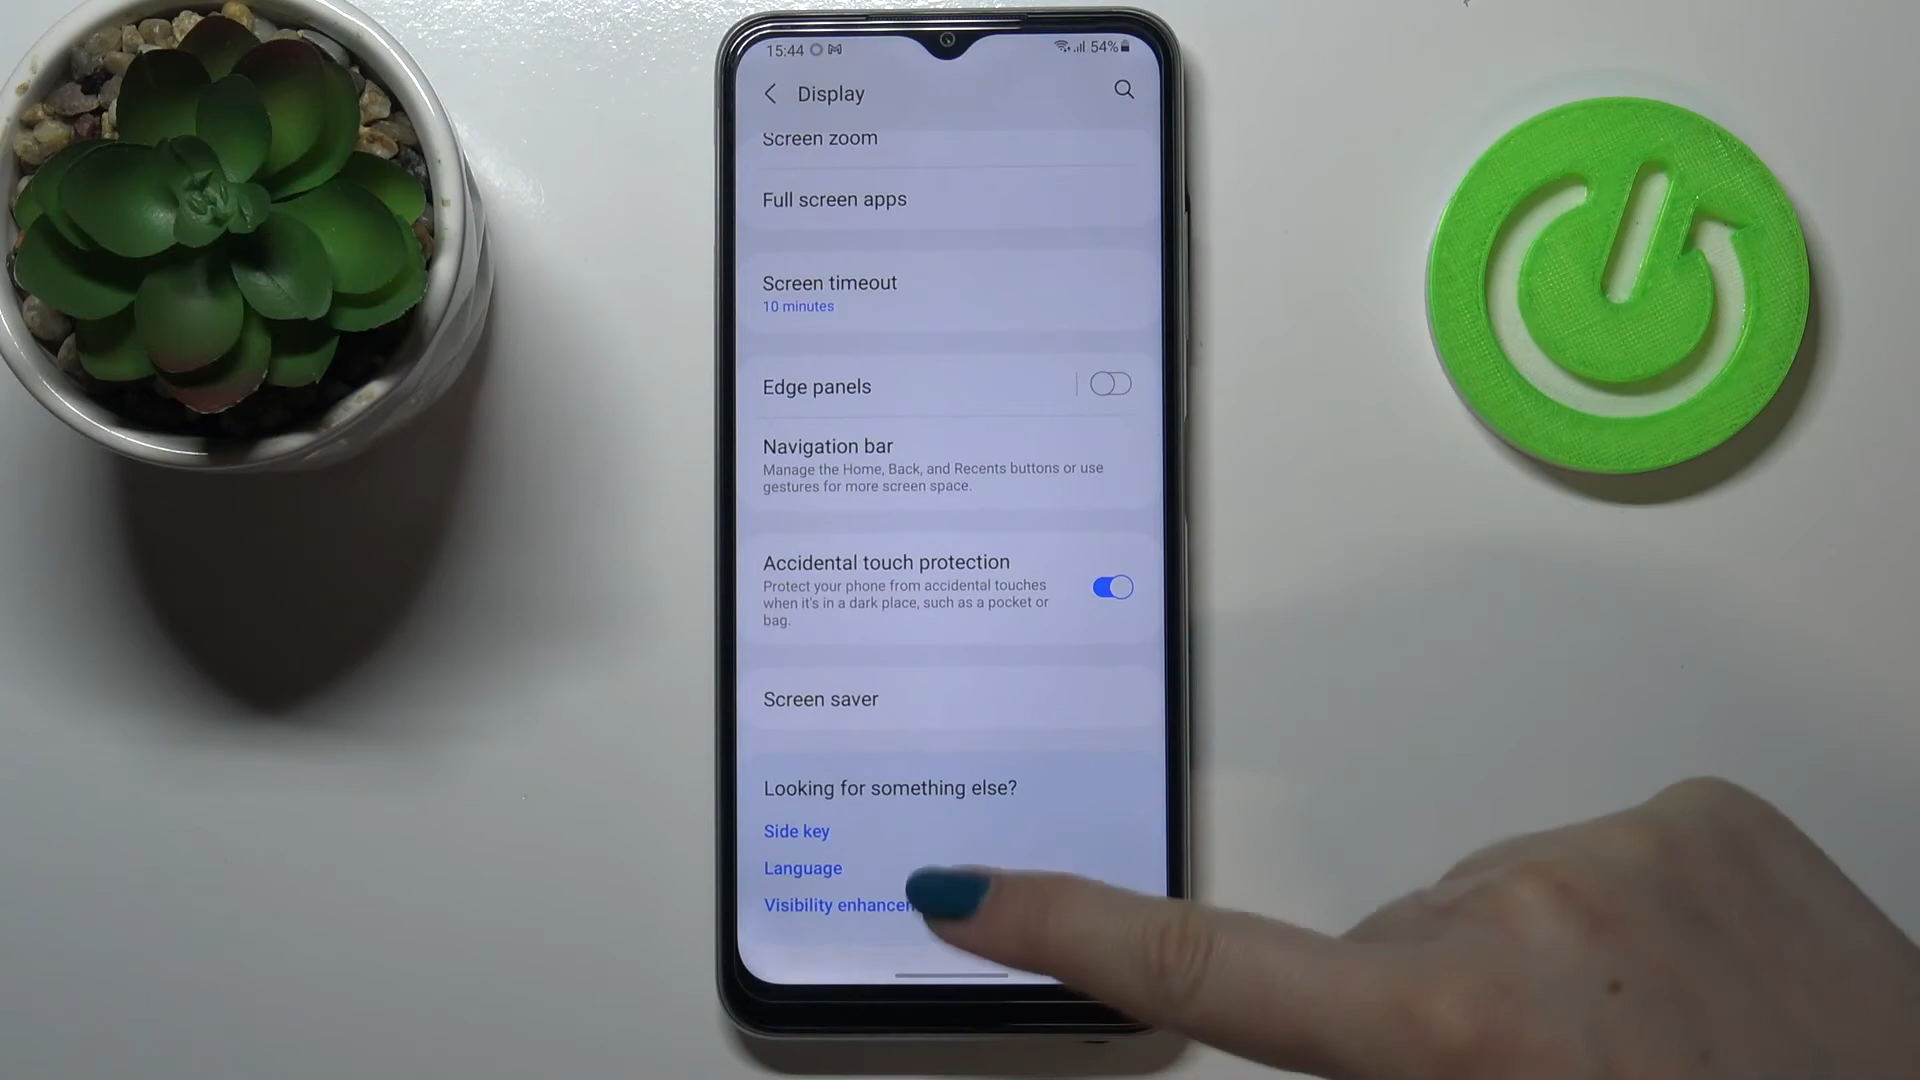 15:44
54%
Display
Screen zoom
Full screen apps
Screen timeout
10 minutes
Edge panels
Navigation bar
Manage the Home, Back, and Recents buttons or use
gestures for more screen space.
Accidental touch protection
Protect your phone from accidental touches
when it's in a dark place, such as a pocket or
bag.
Screen saver
Looking for something else?
Side key
Language
Visibility